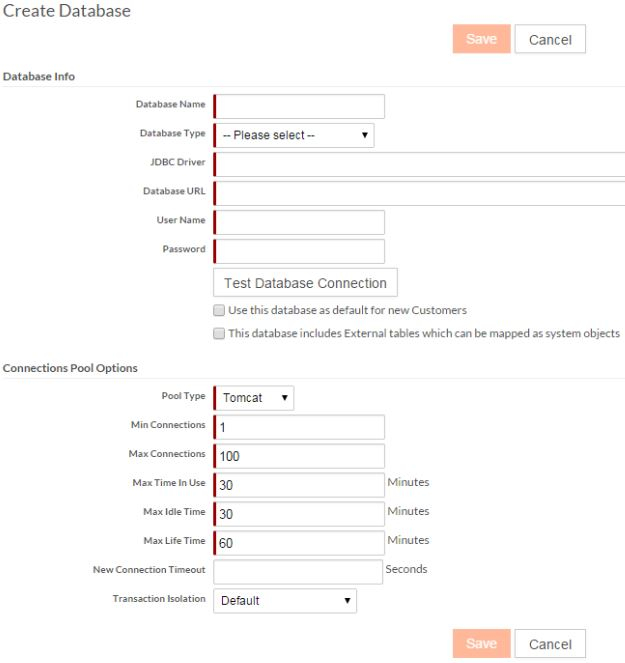 Create Database
Save Cancel
Database Info
Database Name
Database Type -- Please select --
JDBC Driver
Database URL
User Name
Password
Test Database Connection
Use this database as default for new Customers
This database includes External tables which can be mapped as system objects
Connections Pool Options
Pool Type Tomcat
Min Connections 1
Max Connections 100
Max Time In Use 30 Minutes
Max Idle Time 30 Minutes
Max Life Time 60 Minutes
New Connection Timeout Seconds
Transaction Isolation Default
Save Cancel